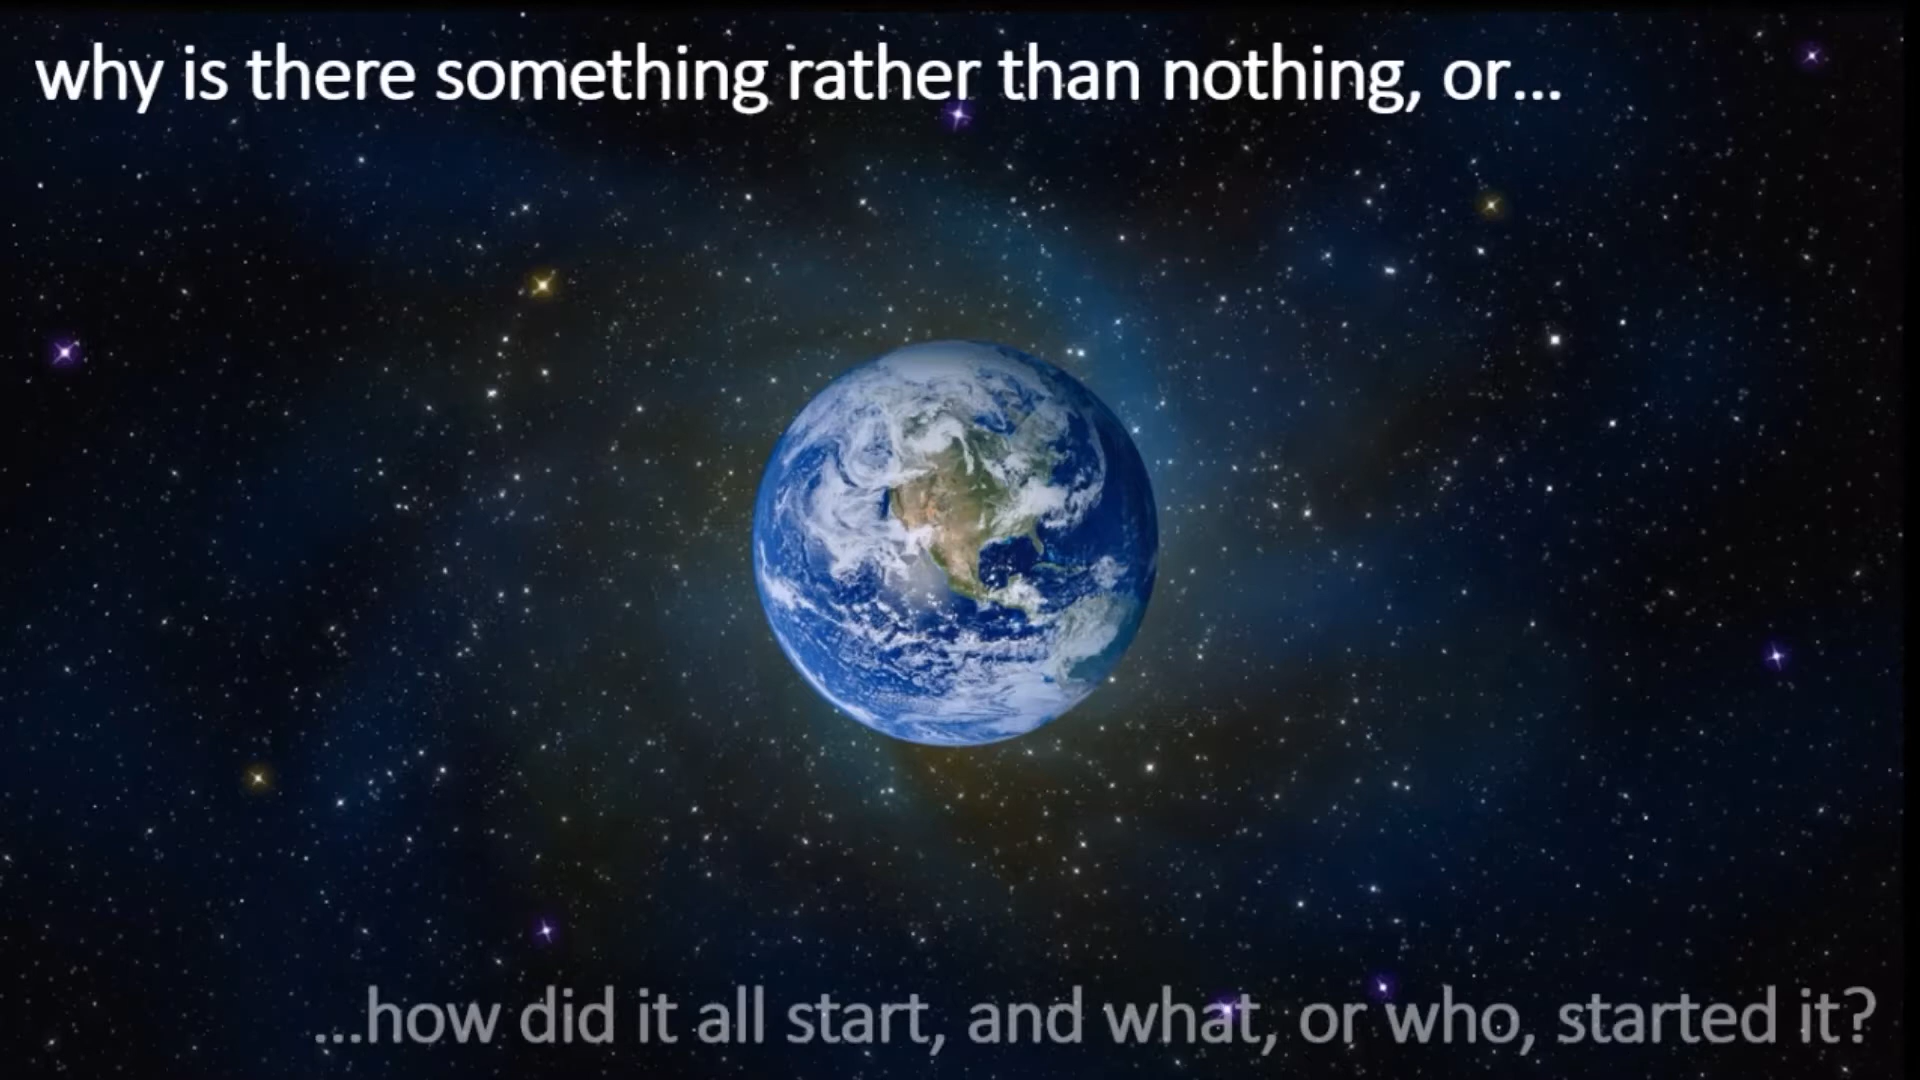 why is there something rather than nothing, or...
...how did it all start, and what, or who, started it?